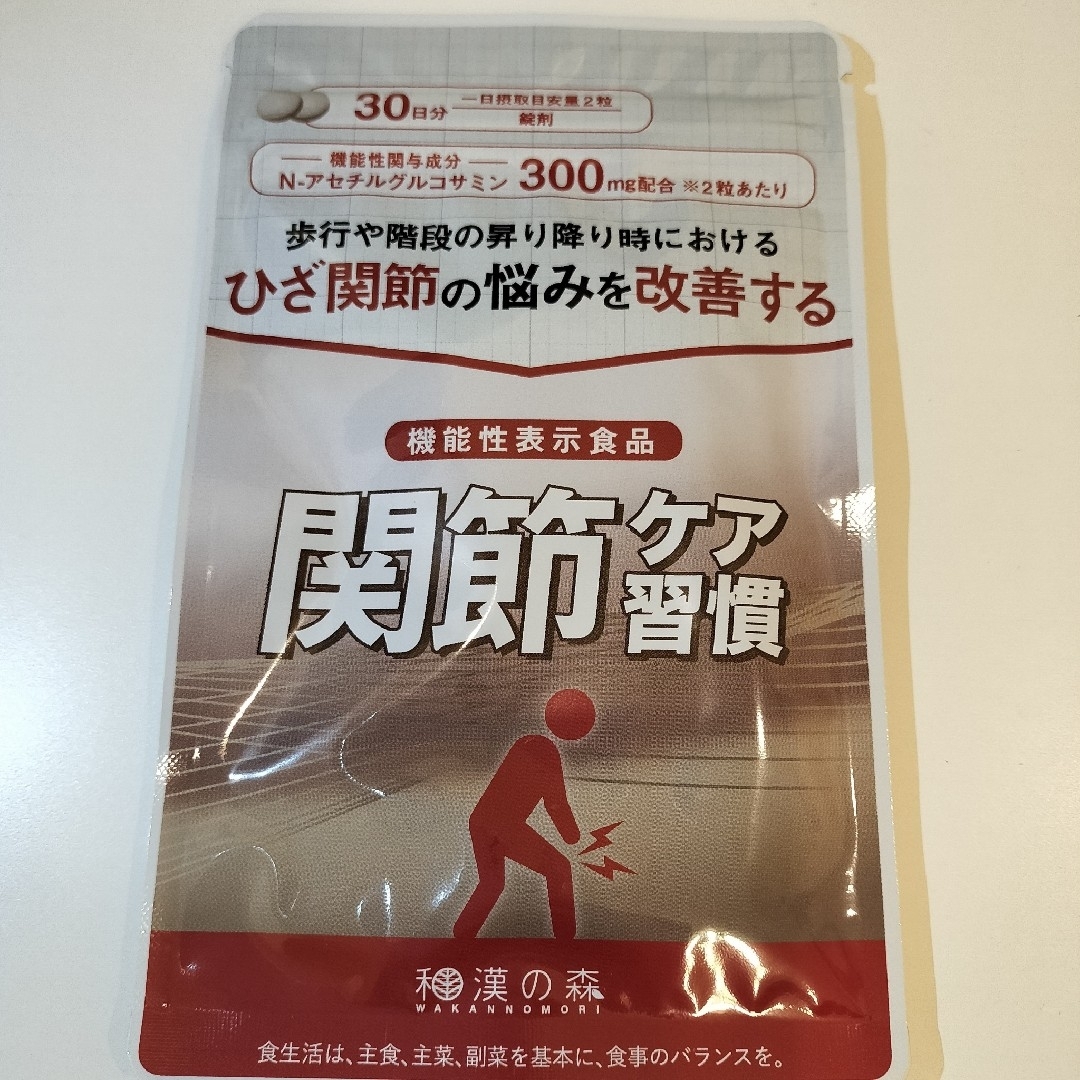 30日分 一日摂取目安量2粒
錠剤
機能性関与成分
N-アセチルグルコサミン 300mg配合 ※2粒あたり
歩行や階段の昇り降り時における
ひざ関節の悩みを改善する
機能性表示食品
関節ケア
習慣
和漢の森
WAKANNOMORI
食生活は、主食、主菜、副菜を基本に、食事のバランスを。